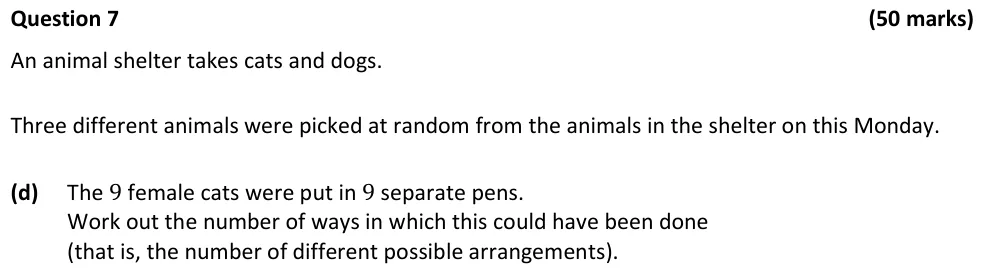 Question 7 (50 marks)
An animal shelter takes cats and dogs.
Three different animals were picked at random from the animals in the shelter on this Monday.
(d) The 9 female cats were put in 9 separate pens.
Work out the number of ways in which this could have been done
(that is, the number of different possible arrangements).